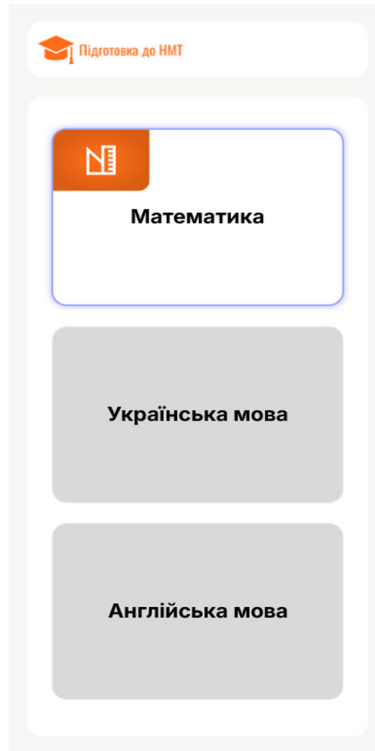 Підготовка до НМТ
Математика
Українська мова
Англійська мова